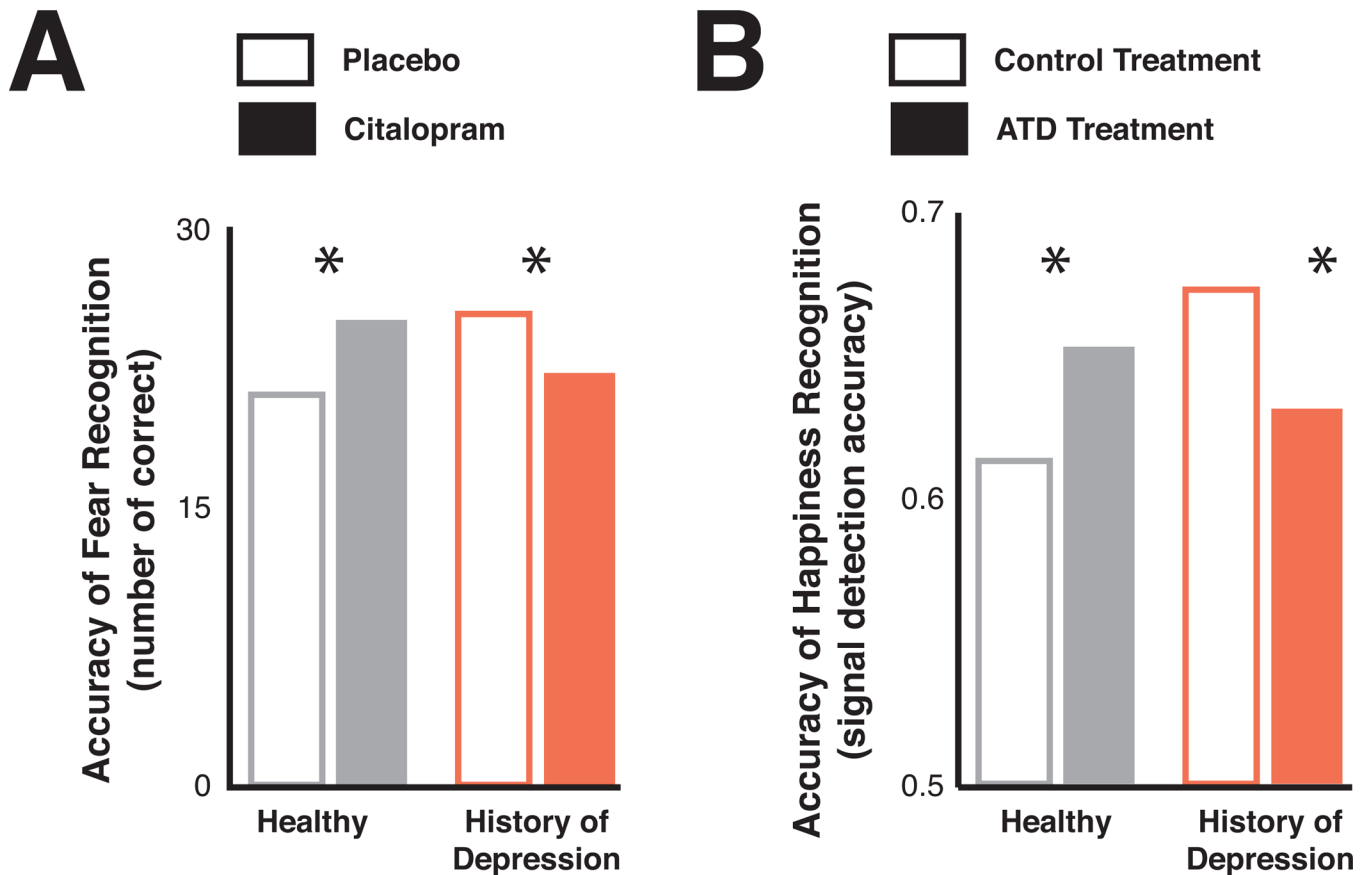 A
Placebo
Citalopram
Accuracy of Fear Recognition
(number of correct)
30
15
0
*
*
Healthy
History of
Depression
B
Control Treatment
ATD Treatment
Accuracy of Happiness Recognition
(signal detection accuracy)
0.7
0.6
0.5
*
*
Healthy
History of
Depression